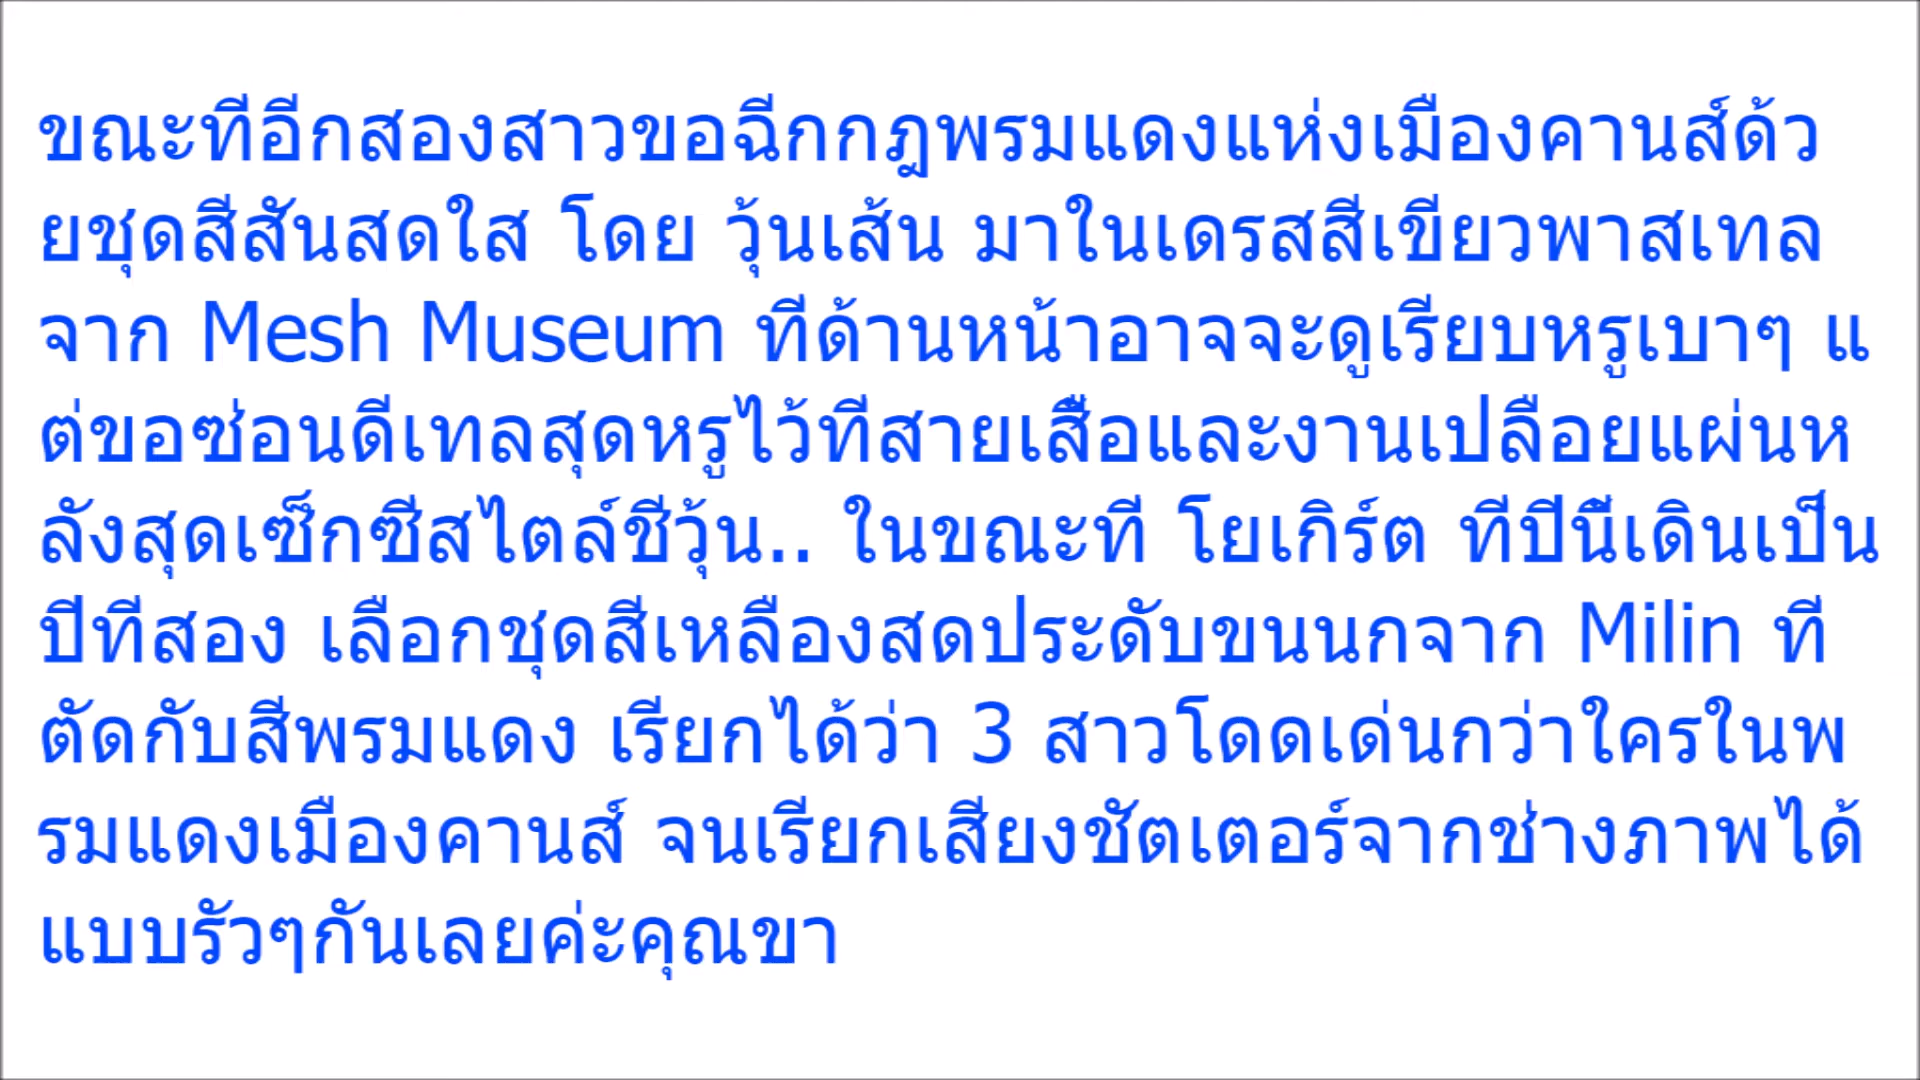 ขณะที่อีกสองสาวขอฉีกกฎพรมแดงแห่งเมืองคานส์ด้ว
ยชุดสีสันสดใส โดย วุ้นเส้น มาในเดรสสีเขียวพาสเทล
จาก Mesh Museum ที่ด้านหน้าอาจจะดูเรียบหรูเบาๆ แ
ต่ขอซ่อนดีเทลสุดหรูไว้ที่สายเสื้อและงานเปลือยแผ่นห
ลังสุดเซ็กซี่สไตล์ชีวุ้น.. ในขณะที่ โยเกิร์ต ที่ปีนี้เดินเป็น
ปีที่สอง เลือกชุดสีเหลืองสดประดับขนนกจาก Milin ที่
ตัดกับสีพรมแดง เรียกได้ว่า 3 สาวโดดเด่นกว่าใครในพ
รมแดงเมืองคานส์ จนเรียกเสียงชัตเตอร์จากช่างภาพได้
แบบรัวๆกันเลยค่ะคุณขา